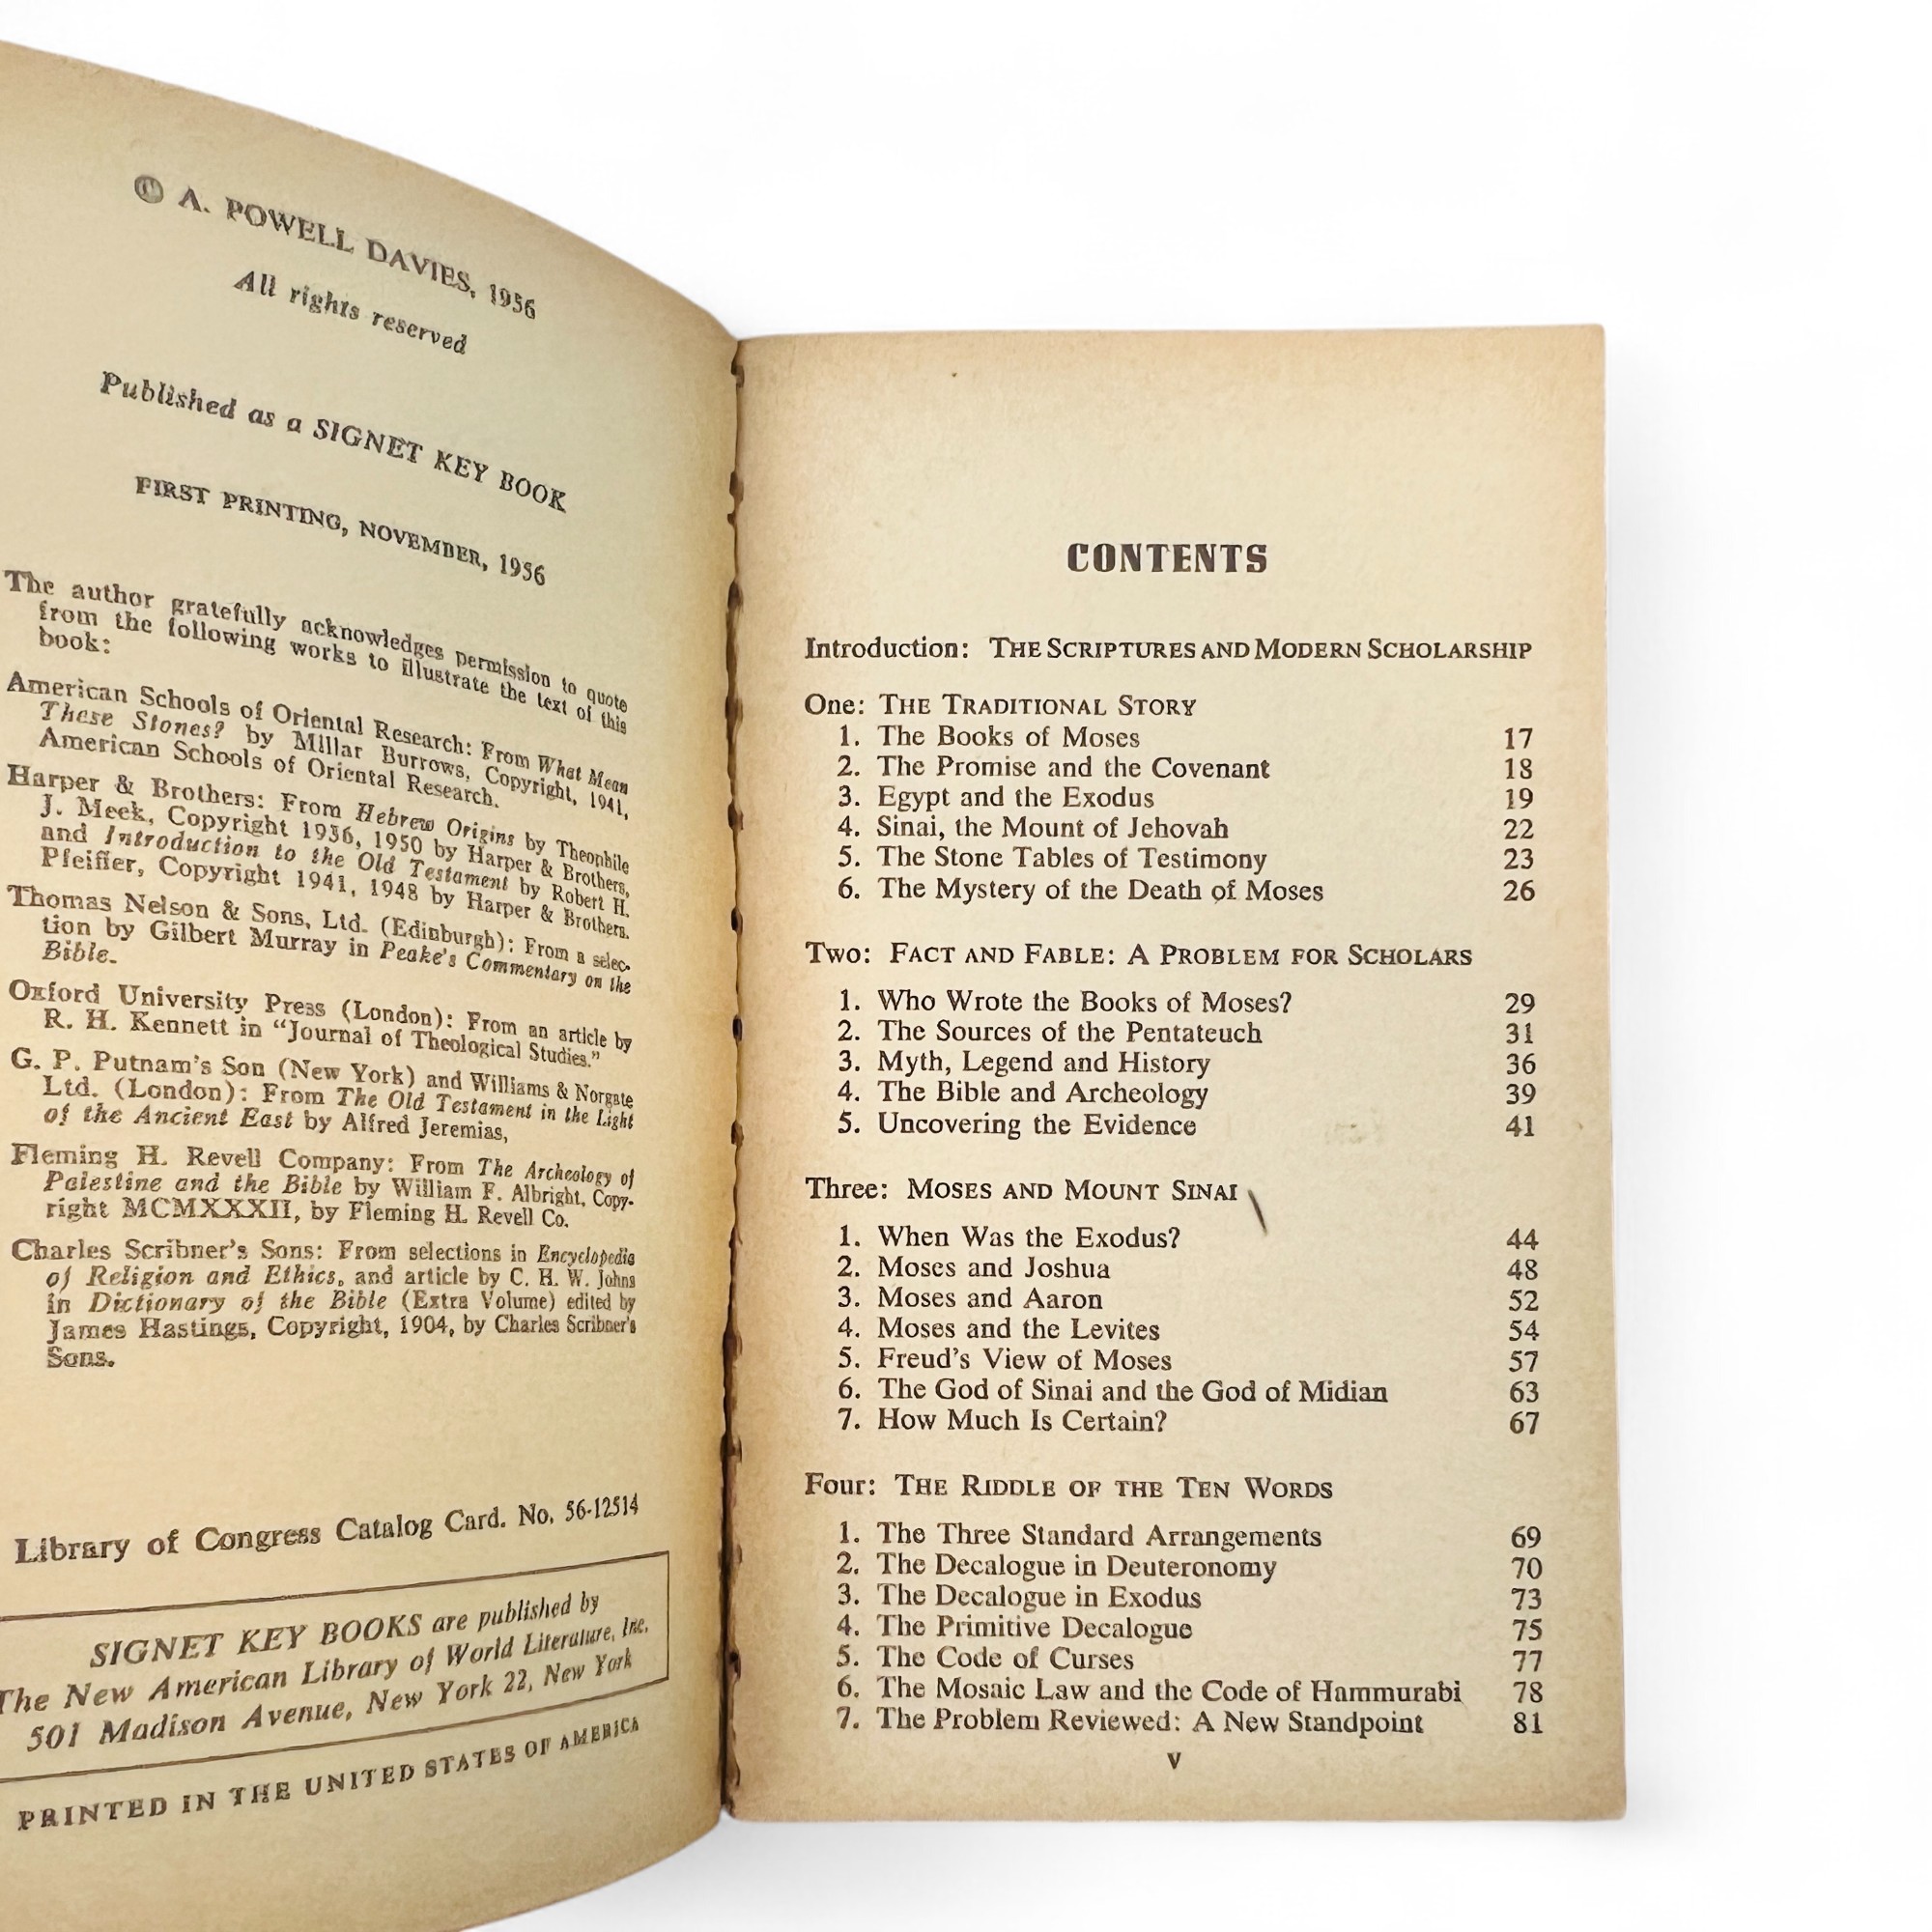 © A. POWELL DAVIES, 1956
All rights reserved
Published as a SIGNET KEY BOOK
FIRST PRINTING, NOVEMBER, 1956
The author gratefully acknowledges permission to quote
from the following works to illustrate the text of this
book:
American Schools of Oriental Research: From What Mean
These Stones? by Millar Burrows, Copyright, 1941,
American Schools of Oriental Research.
Harper & Brothers: From Hebrew Origins by Theophile
J. Meek, Copyright 1936, 1950 by Harper & Brothers,
and Introduction to the Old Testament by Robert H.
Pfeiffer, Copyright 1941, 1948 by Harper & Brothers.
Thomas Nelson & Sons, Ltd. (Edinburgh): From a selec-
tion by Gilbert Murray in Peake's Commentary on the
Bible.
Oxford University Press (London): From an article by
R. H. Kennett in "Journal of Theological Studies."
G. P. Putnam's Son (New York) and Williams & Norgate
Ltd. (London): From The Old Testament in the Light
of the Ancient East by Alfred Jeremias,
Fleming H. Revell Company: From The Archeology of
Palestine and the Bible by William F. Albright, Copy-
right MCMXXXII, by Fleming H. Revell Co.
Charles Scribner's Sons: From selections in Encyclopedia
of Religion and Ethics, and article by C. H. W. Johns
in Dictionary of the Bible (Extra Volume) edited by
James Hastings, Copyright, 1904, by Charles Scribner's
Sons.
Library of Congress Catalog Card. No. 56-12514
SIGNET KEY BOOKS are published by
The New American Library of World Literature, Inc.
501 Madison Avenue, New York 22, New York
PRINTED IN THE UNITED STATES OF AMERICA
CONTENTS
Introduction: THE SCRIPTURES AND MODERN SCHOLARSHIP
One: THE TRADITIONAL STORY
1. The Books of Moses 17
2. The Promise and the Covenant 18
3. Egypt and the Exodus 19
4. Sinai, the Mount of Jehovah 22
5. The Stone Tables of Testimony 23
6. The Mystery of the Death of Moses 26
Two: FACT AND FABLE: A PROBLEM FOR SCHOLARS
1. Who Wrote the Books of Moses? 29
2. The Sources of the Pentateuch 31
3. Myth, Legend and History 36
4. The Bible and Archeology 39
5. Uncovering the Evidence 41
Three: MOSES AND MOUNT SINAI
1. When Was the Exodus? 44
2. Moses and Joshua 48
3. Moses and Aaron 52
4. Moses and the Levites 54
5. Freud's View of Moses 57
6. The God of Sinai and the God of Midian 63
7. How Much Is Certain? 67
Four: THE RIDDLE OF THE TEN WORDS
1. The Three Standard Arrangements 69
2. The Decalogue in Deuteronomy 70
3. The Decalogue in Exodus 73
4. The Primitive Decalogue 75
5. The Code of Curses 77
6. The Mosaic Law and the Code of Hammurabi 78
7. The Problem Reviewed: A New Standpoint 81
V